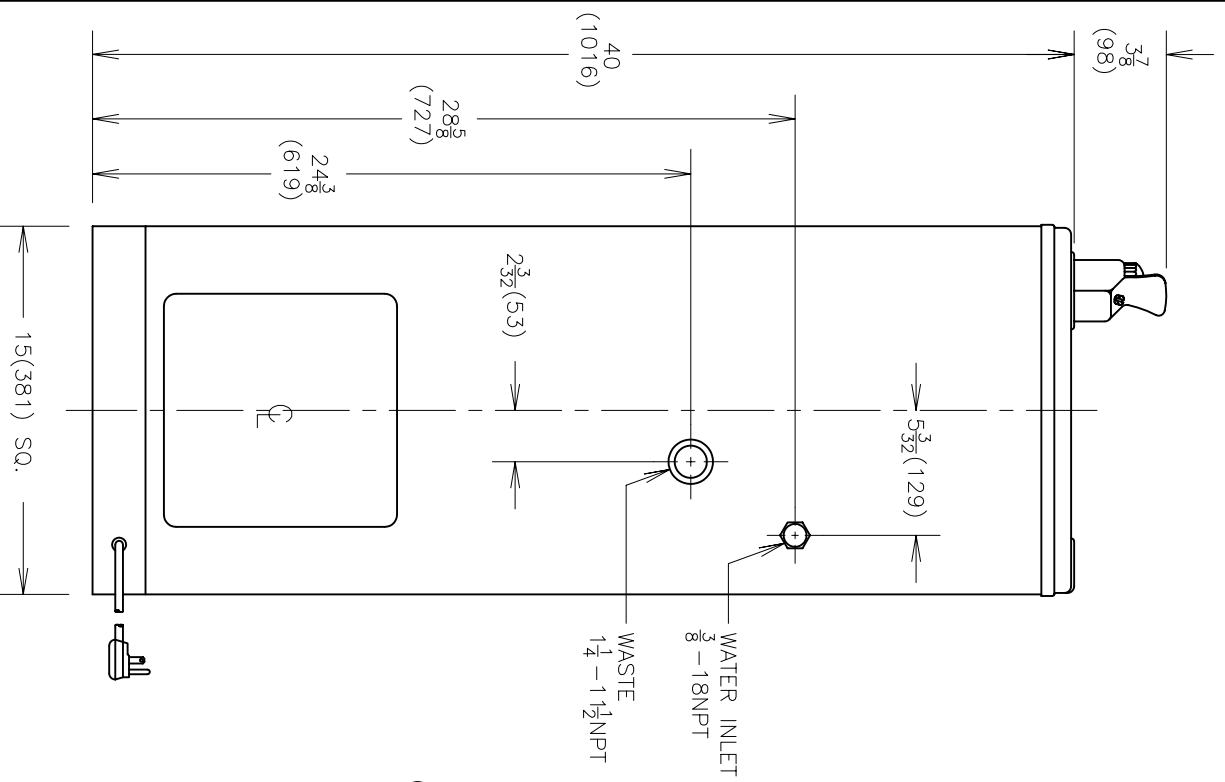 3 7/8
(98)
40
(1016)
28 5/8
(727)
24 3/8
(619)
2 3/32(53)
5 3/32(129)
℄
15(381) SQ.
WATER INLET
3/8 -18NPT
WASTE
1 1/4 -11 1/2NPT